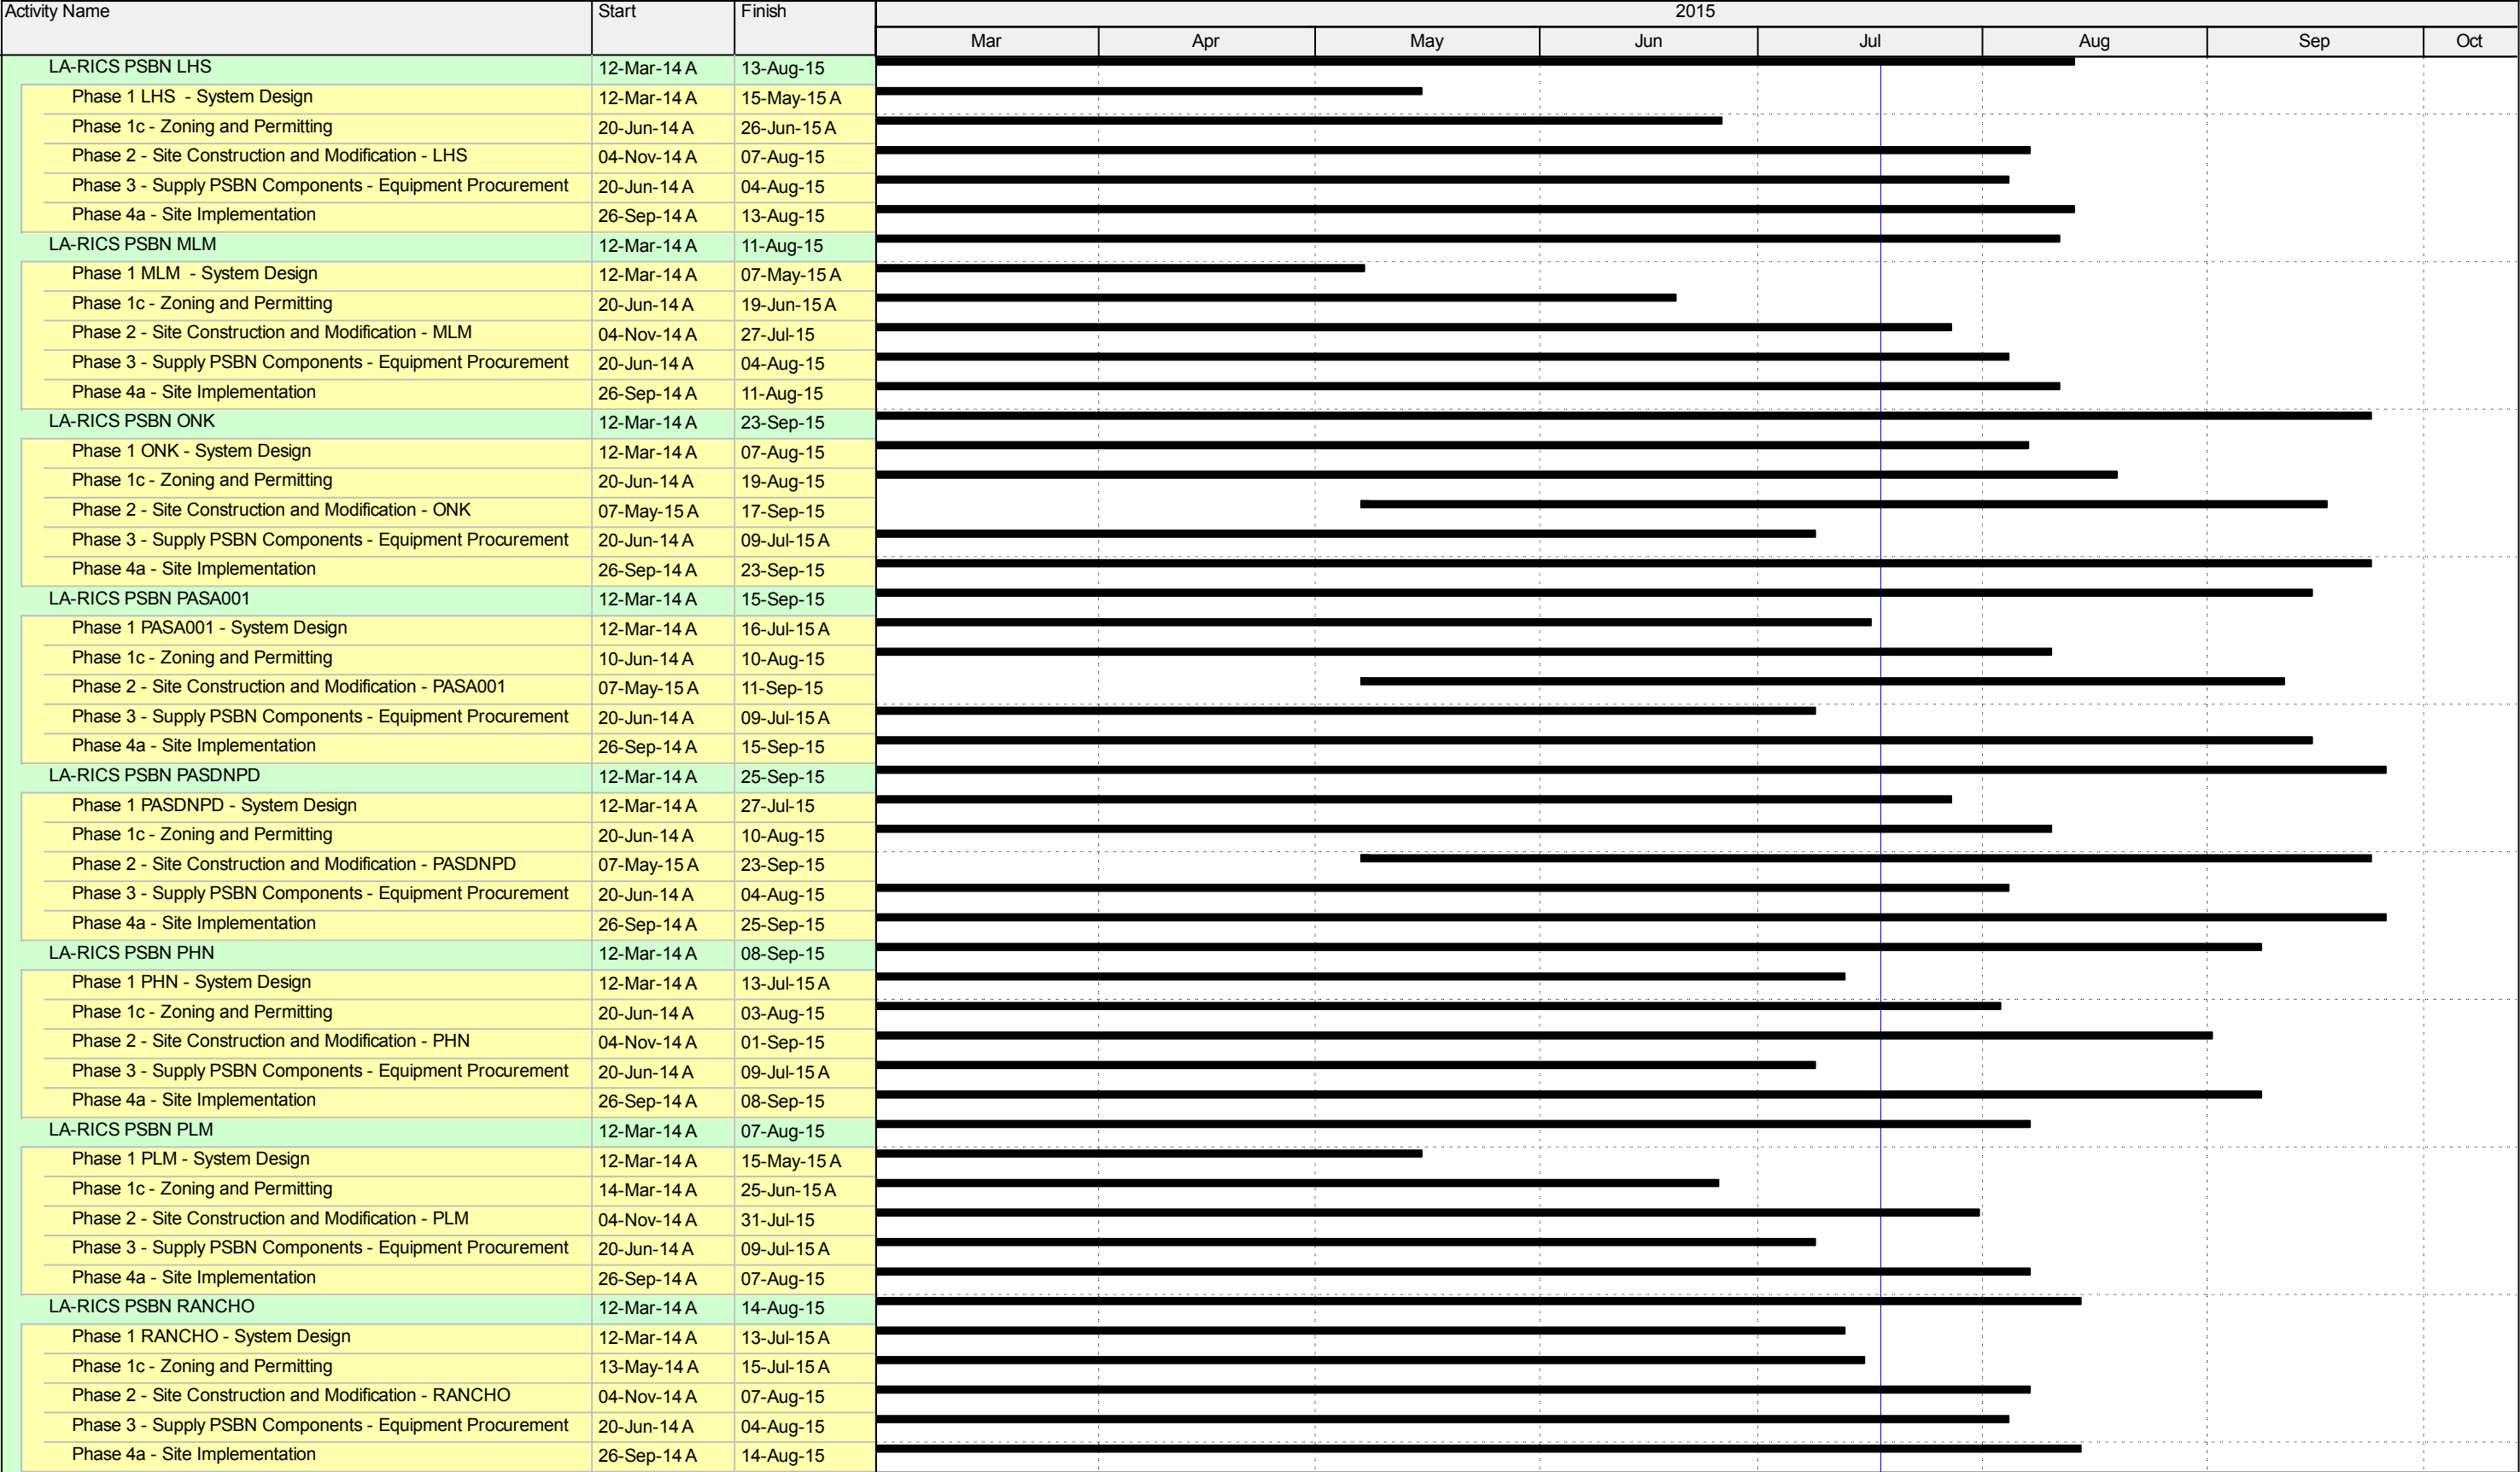 Activity Name Start Finish 2015
Mar Apr May Jun Jul Aug Sep Oct
LA-RICS PSBN LHS 12-Mar-14 A 13-Aug-15
Phase 1 LHS - System Design 12-Mar-14 A 15-May-15 A
Phase 1c - Zoning and Permitting 20-Jun-14 A 26-Jun-15 A
Phase 2 - Site Construction and Modification - LHS 04-Nov-14 A 07-Aug-15
Phase 3 - Supply PSBN Components - Equipment Procurement 20-Jun-14 A 04-Aug-15
Phase 4a - Site Implementation 26-Sep-14 A 13-Aug-15
LA-RICS PSBN MLM 12-Mar-14 A 11-Aug-15
Phase 1 MLM - System Design 12-Mar-14 A 07-May-15 A
Phase 1c - Zoning and Permitting 20-Jun-14 A 19-Jun-15 A
Phase 2 - Site Construction and Modification - MLM 04-Nov-14 A 27-Jul-15
Phase 3 - Supply PSBN Components - Equipment Procurement 20-Jun-14 A 04-Aug-15
Phase 4a - Site Implementation 26-Sep-14 A 11-Aug-15
LA-RICS PSBN ONK 12-Mar-14 A 23-Sep-15
Phase 1 ONK - System Design 12-Mar-14 A 07-Aug-15
Phase 1c - Zoning and Permitting 20-Jun-14 A 19-Aug-15
Phase 2 - Site Construction and Modification - ONK 07-May-15 A 17-Sep-15
Phase 3 - Supply PSBN Components - Equipment Procurement 20-Jun-14 A 09-Jul-15 A
Phase 4a - Site Implementation 26-Sep-14 A 23-Sep-15
LA-RICS PSBN PASA001 12-Mar-14 A 15-Sep-15
Phase 1 PASA001 - System Design 12-Mar-14 A 16-Jul-15 A
Phase 1c - Zoning and Permitting 10-Jun-14 A 10-Aug-15
Phase 2 - Site Construction and Modification - PASA001 07-May-15 A 11-Sep-15
Phase 3 - Supply PSBN Components - Equipment Procurement 20-Jun-14 A 09-Jul-15 A
Phase 4a - Site Implementation 26-Sep-14 A 15-Sep-15
LA-RICS PSBN PASDNPD 12-Mar-14 A 25-Sep-15
Phase 1 PASDNPD - System Design 12-Mar-14 A 27-Jul-15
Phase 1c - Zoning and Permitting 20-Jun-14 A 10-Aug-15
Phase 2 - Site Construction and Modification - PASDNPD 07-May-15 A 23-Sep-15
Phase 3 - Supply PSBN Components - Equipment Procurement 20-Jun-14 A 04-Aug-15
Phase 4a - Site Implementation 26-Sep-14 A 25-Sep-15
LA-RICS PSBN PHN 12-Mar-14 A 08-Sep-15
Phase 1 PHN - System Design 12-Mar-14 A 13-Jul-15 A
Phase 1c - Zoning and Permitting 20-Jun-14 A 03-Aug-15
Phase 2 - Site Construction and Modification - PHN 04-Nov-14 A 01-Sep-15
Phase 3 - Supply PSBN Components - Equipment Procurement 20-Jun-14 A 09-Jul-15 A
Phase 4a - Site Implementation 26-Sep-14 A 08-Sep-15
LA-RICS PSBN PLM 12-Mar-14 A 07-Aug-15
Phase 1 PLM - System Design 12-Mar-14 A 15-May-15 A
Phase 1c - Zoning and Permitting 14-Mar-14 A 25-Jun-15 A
Phase 2 - Site Construction and Modification - PLM 04-Nov-14 A 31-Jul-15
Phase 3 - Supply PSBN Components - Equipment Procurement 20-Jun-14 A 09-Jul-15 A
Phase 4a - Site Implementation 26-Sep-14 A 07-Aug-15
LA-RICS PSBN RANCHO 12-Mar-14 A 14-Aug-15
Phase 1 RANCHO - System Design 12-Mar-14 A 13-Jul-15 A
Phase 1c - Zoning and Permitting 13-May-14 A 15-Jul-15 A
Phase 2 - Site Construction and Modification - RANCHO 04-Nov-14 A 07-Aug-15
Phase 3 - Supply PSBN Components - Equipment Procurement 20-Jun-14 A 04-Aug-15
Phase 4a - Site Implementation 26-Sep-14 A 14-Aug-15